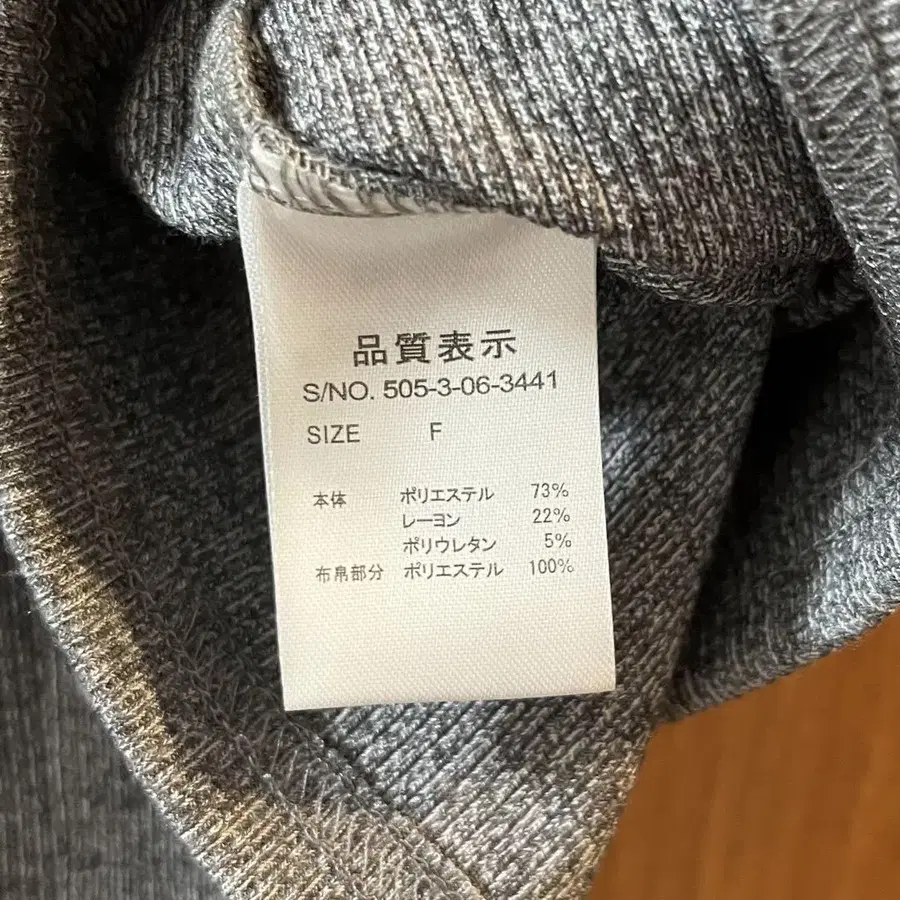 品質表示
S/NO. 505-3-06-3441
SIZE F
本体 ポリエステル 73%
レーヨン 22%
ポリウレタン 5%
布帛部分 ポリエステル 100%